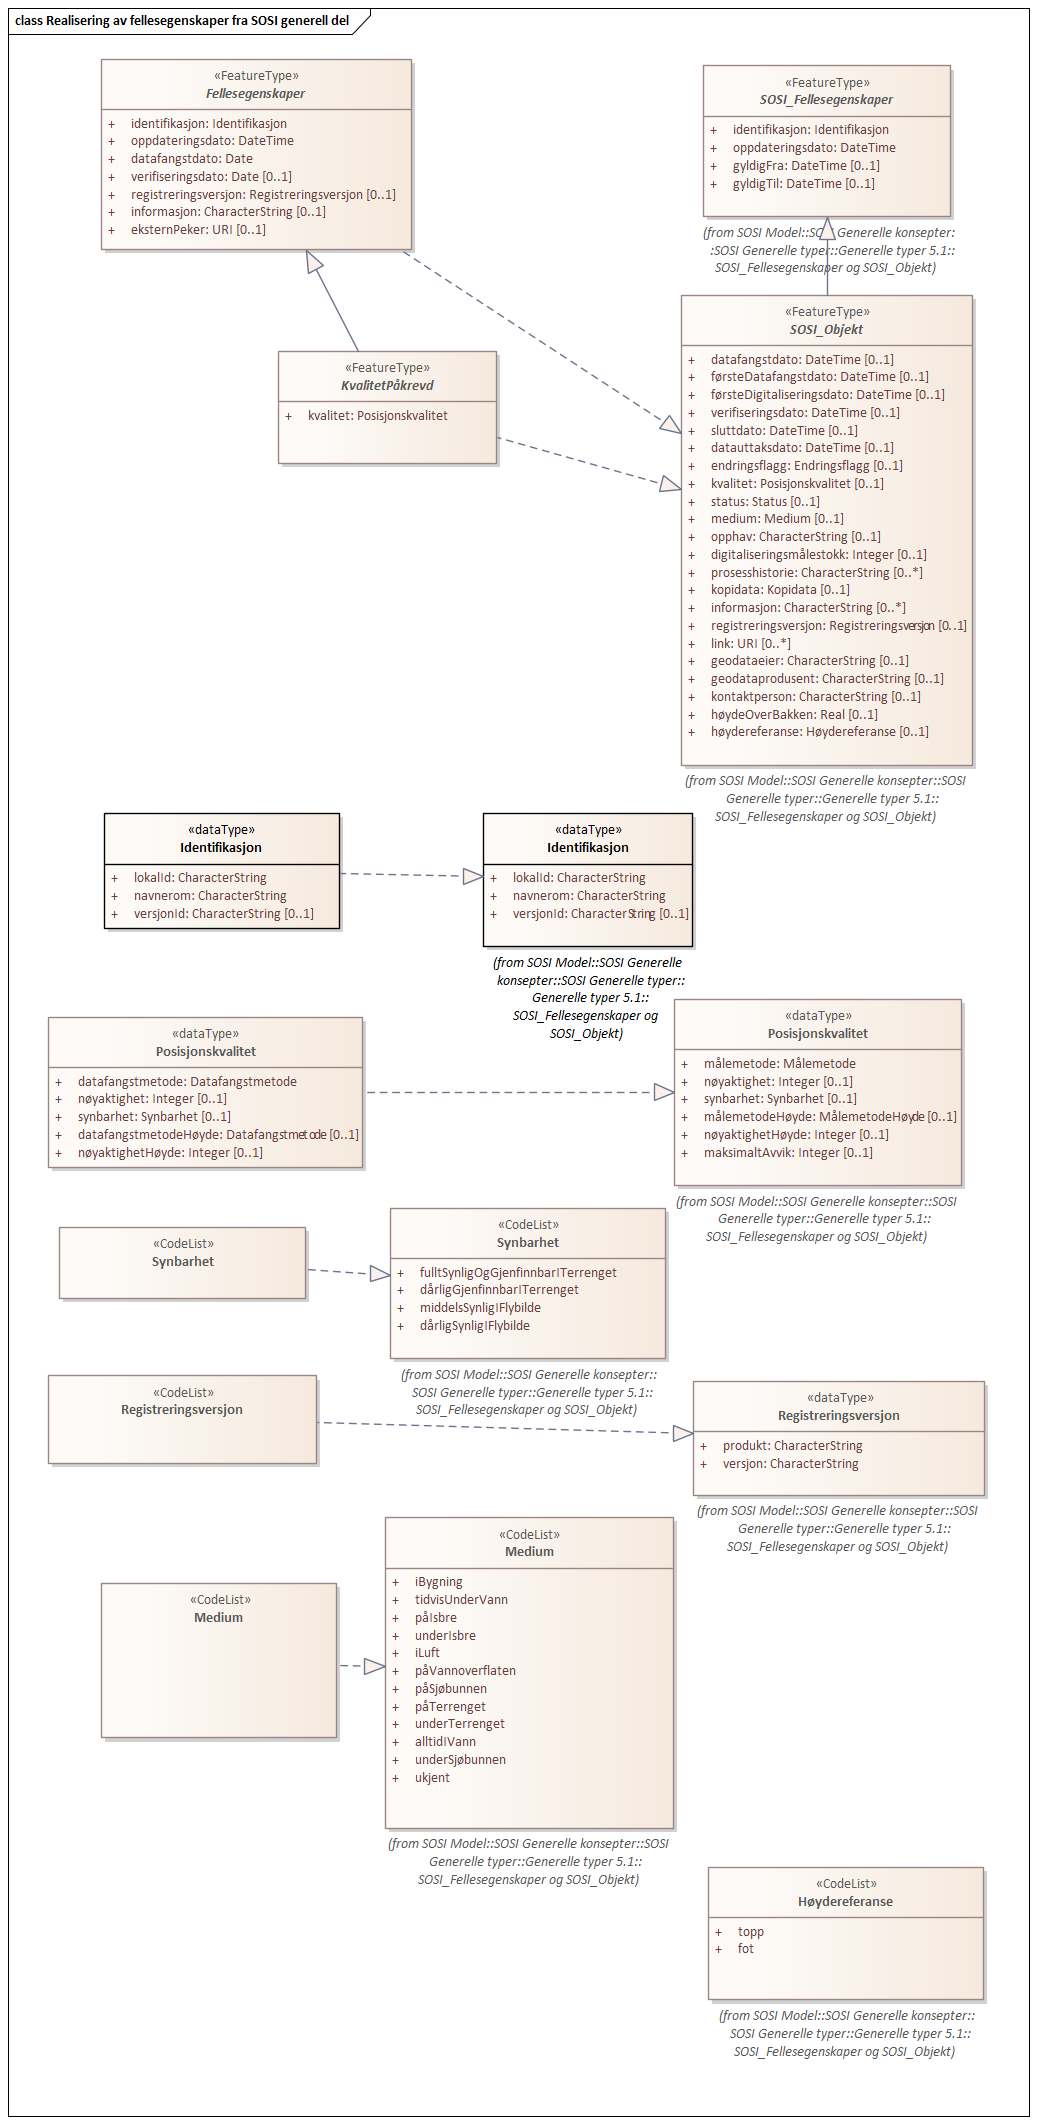 class Realisering av fellesegenskaper fra SOSI generell del
«FeatureType»
Fellesegenskaper
+ identifikasjon: Identifikasjon
+ oppdateringsdato: DateTime
+ datafangstdato: Date
+ verifiseringsdato: Date [0..1]
+ registreringsversjon: Registreringsversjon [0..1]
+ informasjon: CharacterString [0..1]
+ eksternPeker: URI [0..1]
«FeatureType»
SOSI_Fellesegenskaper
+ identifikasjon: Identifikasjon
+ oppdateringsdato: DateTime
+ gyldigFra: DateTime [0..1]
+ gyldigTil: DateTime [0..1]
(from SOSI Model::SOSI Generelle konsepter:
:SOSI Generelle typer::Generelle typer 5.1::
SOSI_Fellesegenskaper og SOSI_Objekt)
«FeatureType»
KvalitetPåkrevd
+ kvalitet: Posisjonskvalitet
«FeatureType»
SOSI_Objekt
+ datafangstdato: DateTime [0..1]
+ førsteDatafangstdato: DateTime [0..1]
+ førsteDigitaliseringsdato: DateTime [0..1]
+ verifiseringsdato: DateTime [0..1]
+ sluttdato: DateTime [0..1]
+ datauttaksdato: DateTime [0..1]
+ endringsflagg: Endringsflagg [0..1]
+ kvalitet: Posisjonskvalitet [0..1]
+ status: Status [0..1]
+ medium: Medium [0..1]
+ opphav: CharacterString [0..1]
+ digitaliseringsmålestokk: Integer [0..1]
+ prosesshistorie: CharacterString [0..*]
+ kopidata: Kopidata [0..1]
+ informasjon: CharacterString [0..*]
+ registreringsversjon: Registreringsversjon [0..1]
+ link: URI [0..*]
+ geodataeier: CharacterString [0..1]
+ geodataprodusent: CharacterString [0..1]
+ kontaktperson: CharacterString [0..1]
+ høydeOverBakken: Real [0..1]
+ høydereferanse: Høydereferanse [0..1]
(from SOSI Model::SOSI Generelle konsepter::SOSI
Generelle typer::Generelle typer 5.1::
SOSI_Fellesegenskaper og SOSI_Objekt)
«dataType»
Identifikasjon
+ lokalId: CharacterString
+ navnerom: CharacterString
+ versjonId: CharacterString [0..1]
«dataType»
Identifikasjon
+ lokalId: CharacterString
+ navnerom: CharacterString
+ versjonId: CharacterString [0..1]
(from SOSI Model::SOSI Generelle
konsepter::SOSI Generelle typer::
Generelle typer 5.1::
SOSI_Fellesegenskaper og
SOSI_Objekt)
«dataType»
Posisjonskvalitet
+ datafangstmetode: Datafangstmetode
+ nøyaktighet: Integer [0..1]
+ synbarhet: Synbarhet [0..1]
+ datafangstmetodeHøyde: Datafangstmetode [0..1]
+ nøyaktighetHøyde: Integer [0..1]
«dataType»
Posisjonskvalitet
+ målemetode: Målemetode
+ nøyaktighet: Integer [0..1]
+ synbarhet: Synbarhet [0..1]
+ målemetodeHøyde: MålemetodeHøyde [0..1]
+ nøyaktighetHøyde: Integer [0..1]
+ maksimaltAvvik: Integer [0..1]
(from SOSI Model::SOSI Generelle konsepter::SOSI
Generelle typer::Generelle typer 5.1::
SOSI_Fellesegenskaper og SOSI_Objekt)
«CodeList»
Synbarhet
«CodeList»
Synbarhet
+ fulltSynligOgGjenfinnbarITerrenget
+ dårligGjenfinnbarITerrenget
+ middelsSynligIFlybilde
+ dårligSynligIFlybilde
(from SOSI Model::SOSI Generelle konsepter::
SOSI Generelle typer::Generelle typer 5.1::
SOSI_Fellesegenskaper og SOSI_Objekt)
«CodeList»
Registreringsversjon
«dataType»
Registreringsversjon
+ produkt: CharacterString
+ versjon: CharacterString
(from SOSI Model::SOSI Generelle konsepter::SOSI
Generelle typer::Generelle typer 5.1::
SOSI_Fellesegenskaper og SOSI_Objekt)
«CodeList»
Medium
«CodeList»
Medium
+ iBygning
+ tidvisUnderVann
+ påIsbre
+ underIsbre
+ iLuft
+ påVannoverflaten
+ påSjøbunnen
+ påTerrenget
+ underTerrenget
+ alltidIVann
+ underSjøbunnen
+ ukjent
(from SOSI Model::SOSI Generelle konsepter::SOSI
Generelle typer::Generelle typer 5.1::
SOSI_Fellesegenskaper og SOSI_Objekt)
«CodeList»
Høydereferanse
+ topp
+ fot
(from SOSI Model::SOSI Generelle konsepter::
SOSI Generelle typer::Generelle typer 5.1::
SOSI_Fellesegenskaper og SOSI_Objekt)